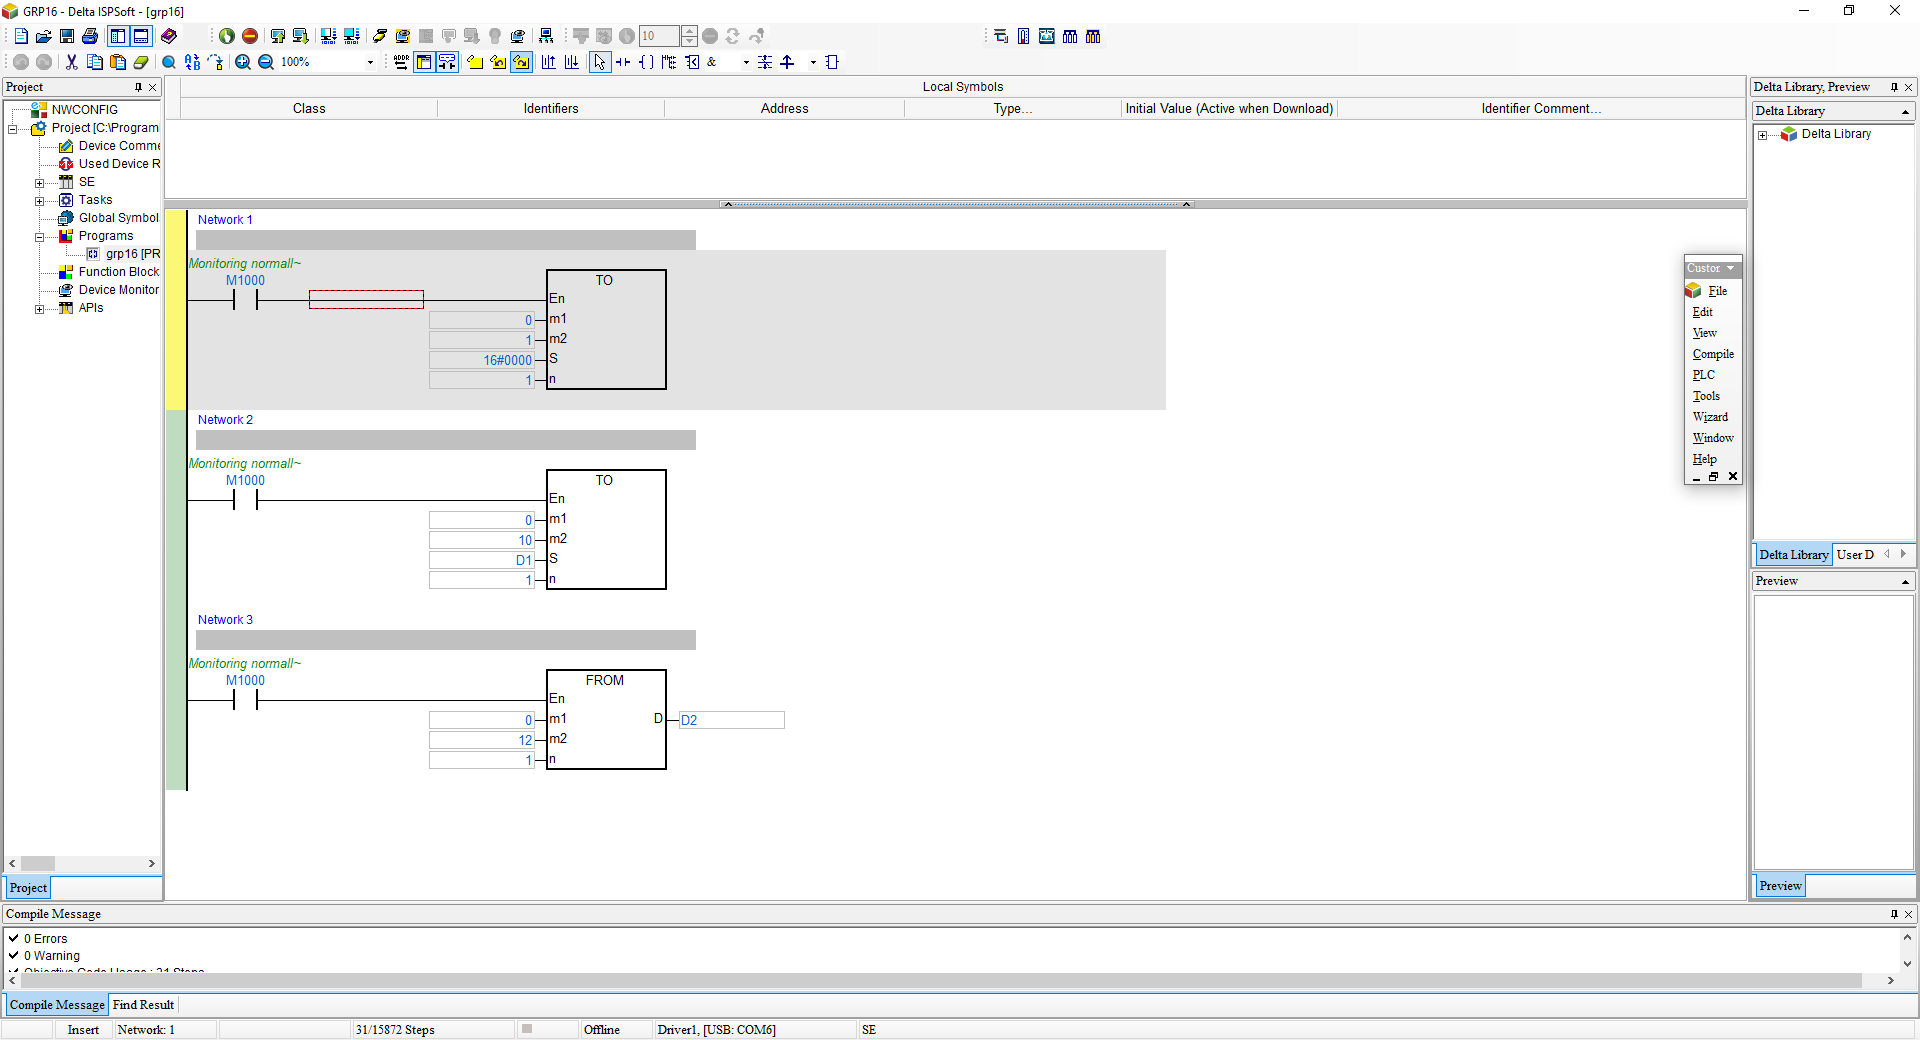 GRP16 - Delta ISPSoft - [grp16]
10
100%
&
Project
NWCONFIG
Project [C:\Program
Device Comme
Used Device R
SE
Tasks
Global Symbol
Programs
grp16 [PR
Function Block
Device Monitor
APIs
Project
Local Symbols
Class
Identifiers
Address
Type...
Initial Value (Active when Download)
Identifier Comment...
Network 1
Monitoring normall~
M1000
TO
En
0
m1
1
m2
16#0000
S
1
n
Network 2
Monitoring normall~
M1000
TO
En
0
m1
10
m2
D1
S
1
n
Network 3
Monitoring normall~
M1000
FROM
En
0
m1
D
D2
12
m2
1
n
Custor
File
Edit
View
Compile
PLC
Tools
Wizard
Window
Help
Delta Library, Preview
Delta Library
Delta Library
Delta Library
User D
Preview
Preview
Compile Message
0 Errors
0 Warning
Objective Code Usage : 31 Steps
Compile Message
Find Result
Insert
Network: 1
31/15872 Steps
Offline
Driver1, [USB: COM6]
SE